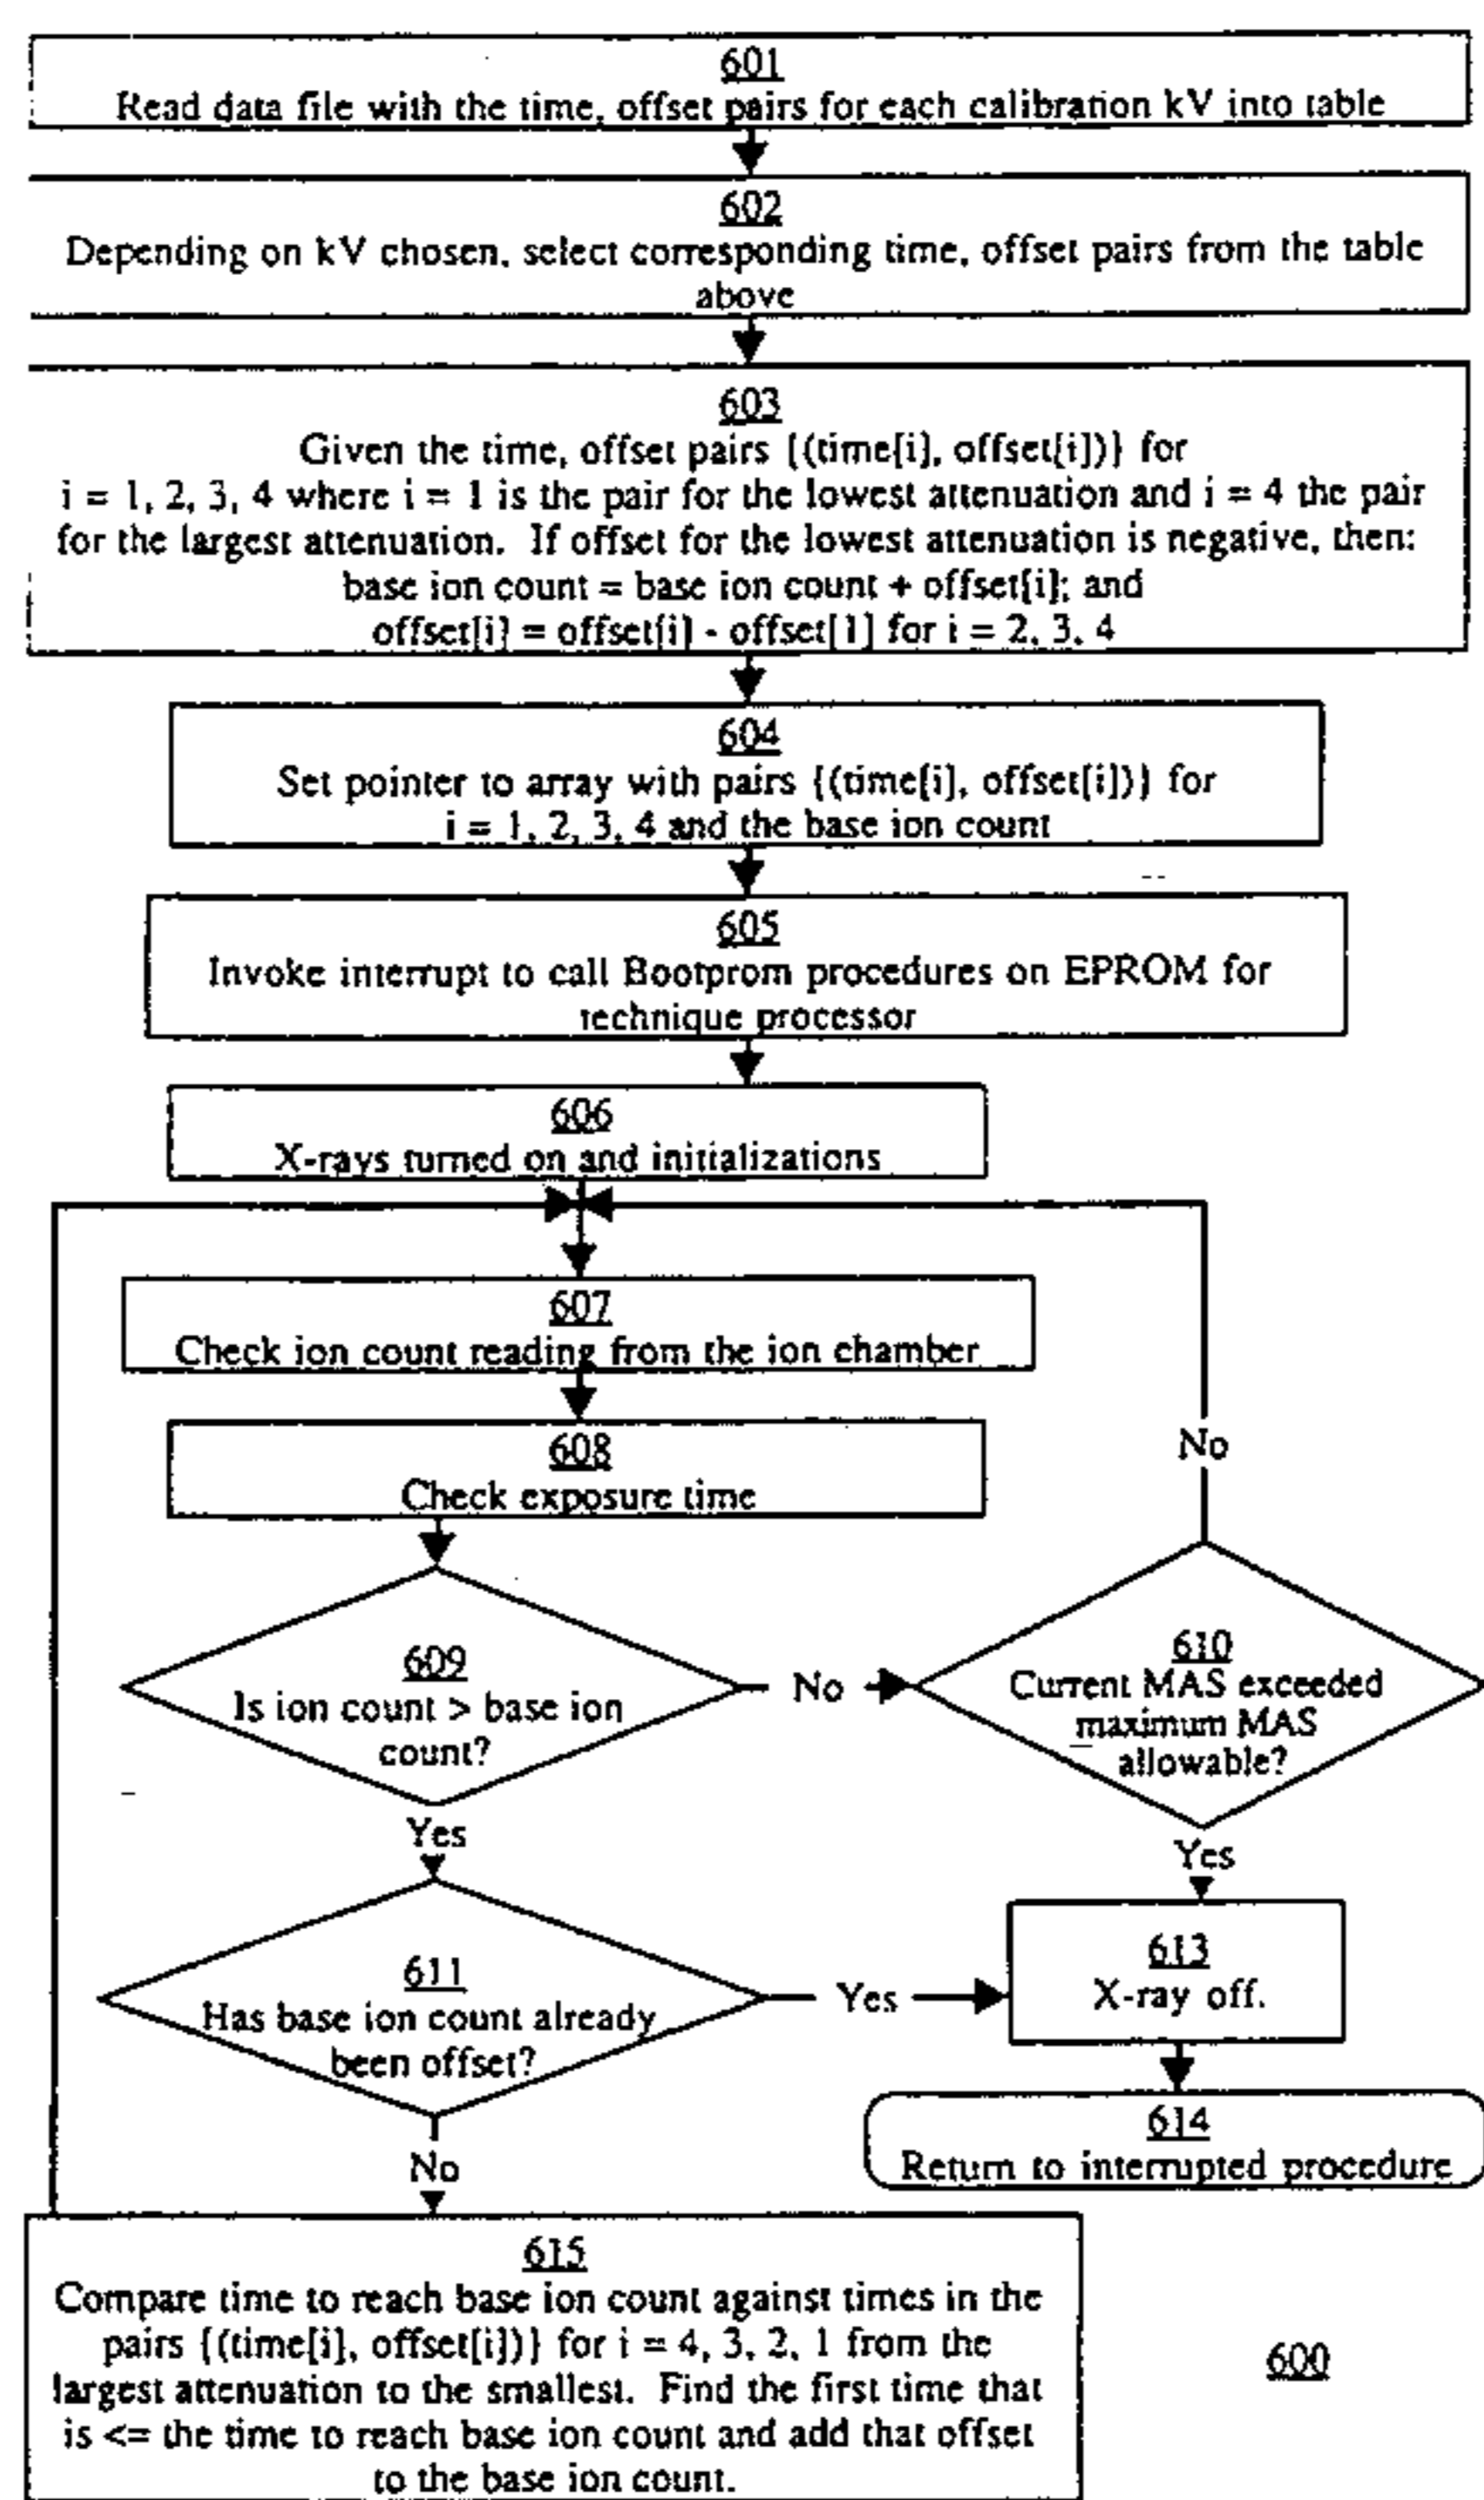 601
Read data file with the time, offset pairs for each calibration kV into table
602
Depending on kV chosen, select corresponding time, offset pairs from the table
above
603
Given the time, offset pairs {(time[i], offset[i])} for
i = 1, 2, 3, 4 where i = 1 is the pair for the lowest attenuation and i = 4 the pair
for the largest attenuation. If offset for the lowest attenuation is negative, then:
base ion count = base ion count + offset[i]; and
offset[i] = offset[i] - offset[1] for i = 2, 3, 4
604
Set pointer to array with pairs {(time[i], offset[i])} for
i = 1, 2, 3, 4 and the base ion count
605
Invoke interrupt to call Bootprom procedures on EPROM for
technique processor
606
X-rays turned on and initializations
607
Check ion count reading from the ion chamber
608
Check exposure time
No
609
Is ion count > base ion
count?
No
610
Current MAS exceeded
maximum MAS
allowable?
Yes
Yes
611
Has base ion count already
been offset?
Yes
613
X-ray off.
614
Return to interrupted procedure
No
615
Compare time to reach base ion count against times in the
pairs {(time[i], offset[i])} for i = 4, 3, 2, 1 from the
largest attenuation to the smallest. Find the first time that
is <= the time to reach base ion count and add that offset
to the base ion count.
600